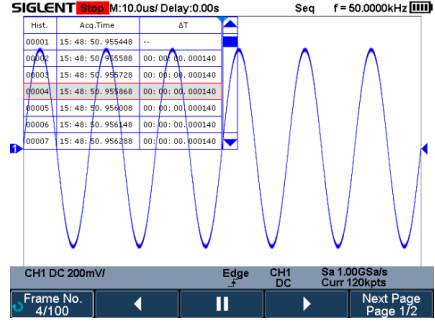 SIGLENT Stop M:10.0us/ Delay:0.00s Seq f = 50.0000kHz
Hist. Acq.Time ΔT
00001 15: 48: 50. 955448 --
00002 15: 48: 50. 955588 00: 00: 00. 000140
00003 15: 48: 50. 955728 00: 00: 00. 000140
00004 15: 48: 50. 955868 00: 00: 00. 000140
00005 15: 48: 50. 956008 00: 00: 00. 000140
00006 15: 48: 50. 956148 00: 00: 00. 000140
00007 15: 48: 50. 956288 00: 00: 00. 000140
1
CH1 DC 200mV/ Edge CH1 Sa 1.00GSa/s
DC Curr 120kpts
Frame No. Next Page
4/100 Page 1/2